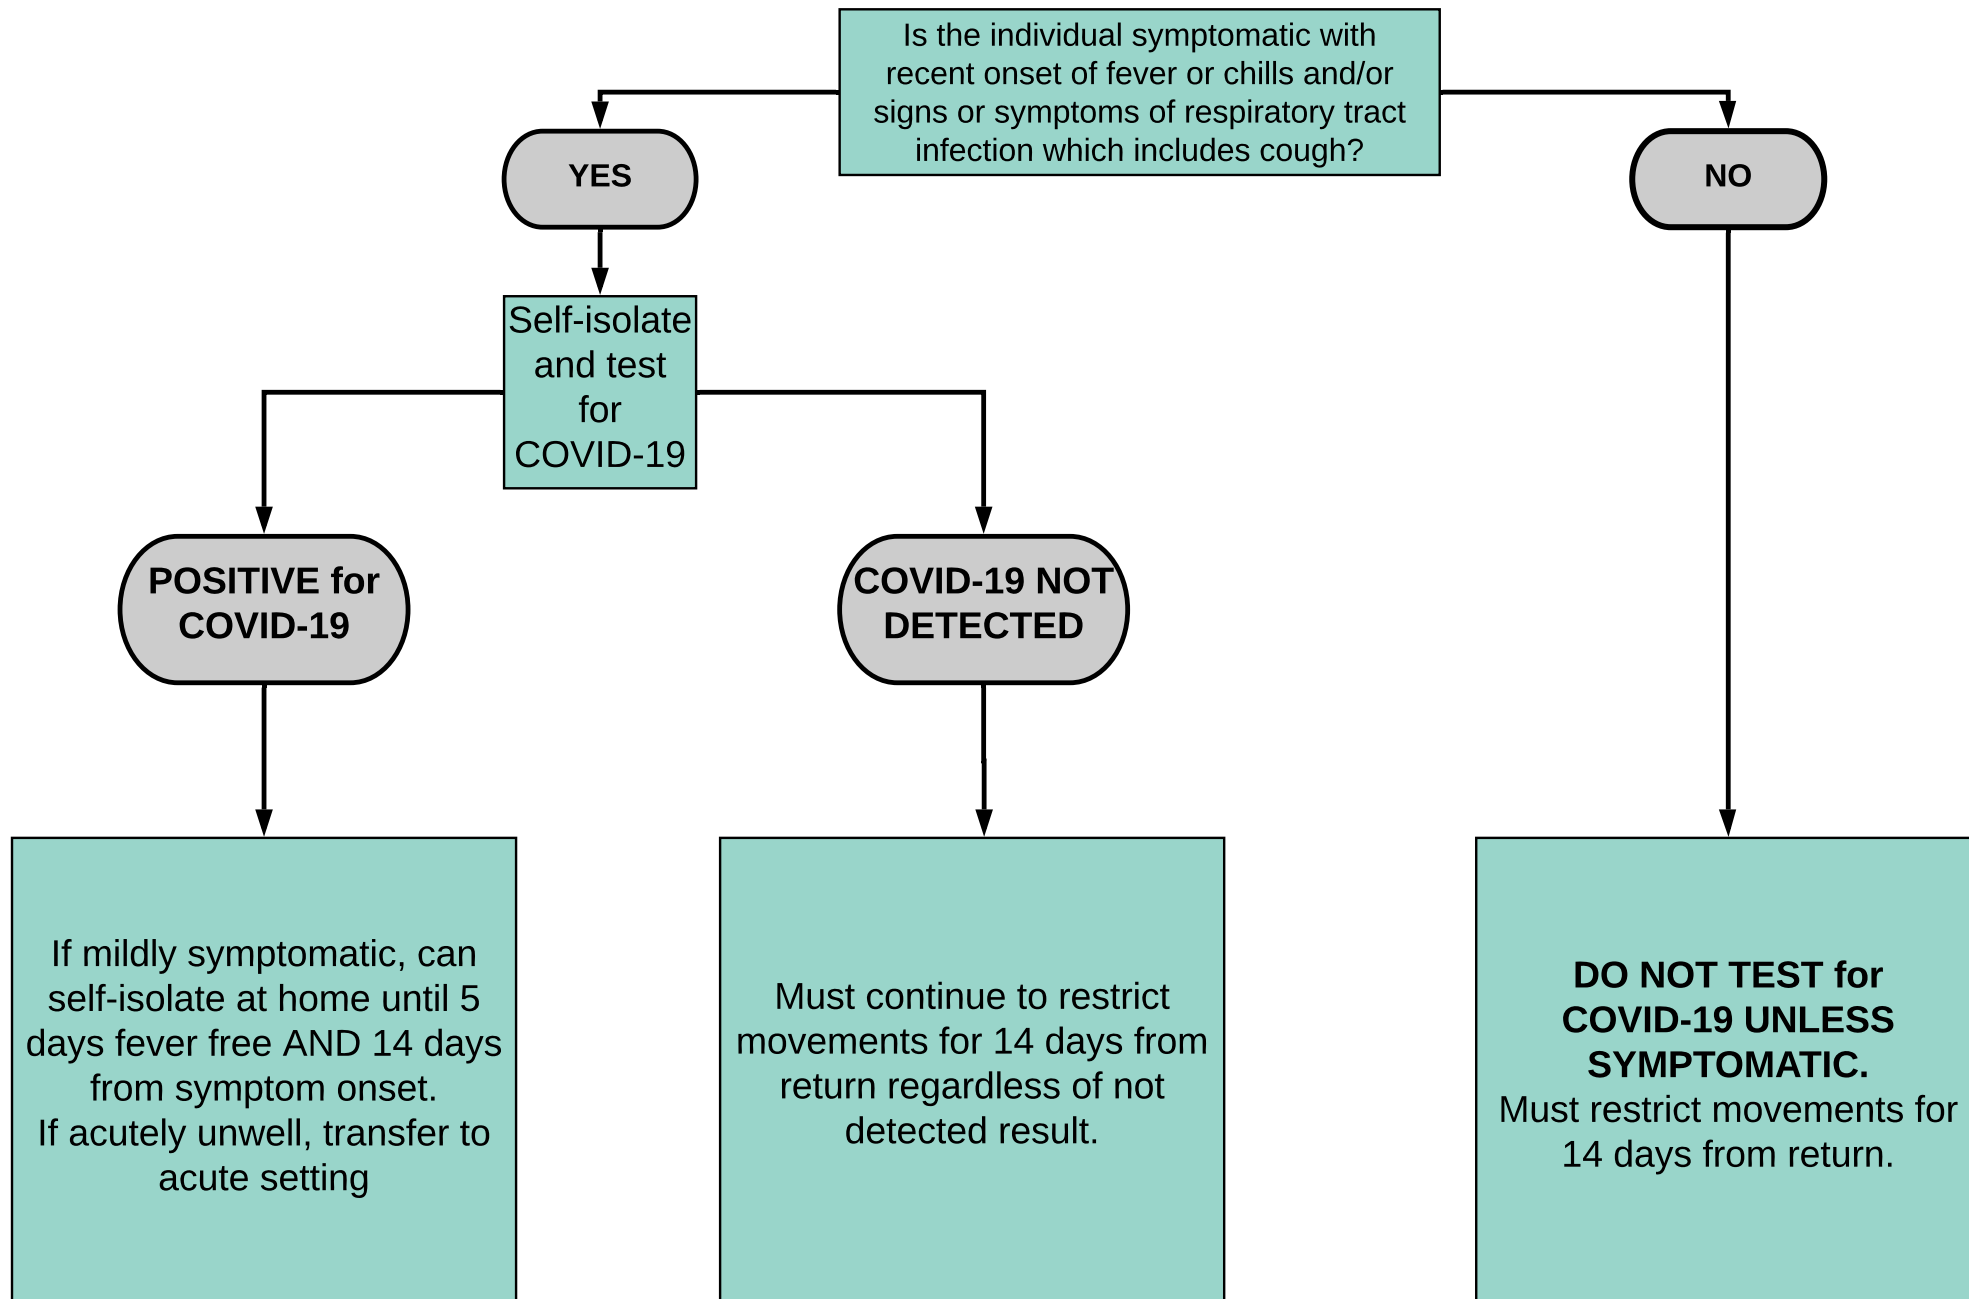 Is the individual symptomatic with
recent onset of fever or chills and/or
signs or symptoms of respiratory tract
infection which includes cough?
YES
NO
Self-isolate
and test
for
COVID-19
POSITIVE for
COVID-19
COVID-19 NOT
DETECTED
If mildly symptomatic, can
self-isolate at home until 5
days fever free AND 14 days
from symptom onset.
If acutely unwell, transfer to
acute setting
Must continue to restrict
movements for 14 days from
return regardless of not
detected result.
DO NOT TEST for
COVID-19 UNLESS
SYMPTOMATIC.
Must restrict movements for
14 days from return.